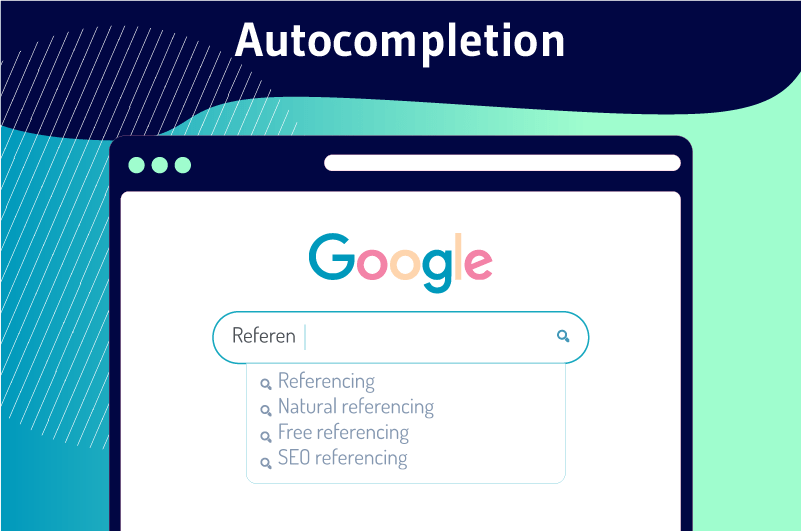 Autocompletion
Google
Referen
Referencing
Natural referencing
Free referencing
SEO referencing